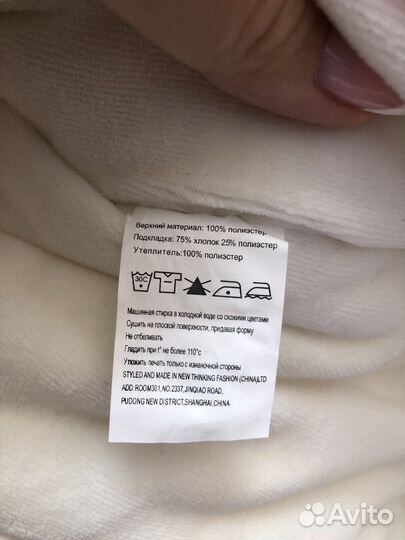 Верхний материал: 100% полиэстер
Подкладка: 75% хлопок 25% полиэстер
Утеплитель:100% полиэстер
30C
Машинная стирка в холодной воде со схожими цветами
Сушить на плоской поверхности, придавая форму
Не отбеливать
Гладить при t° не более 110°с
Утюжить печать только с изнаночной стороны
STYLED AND MADE IN NEW THINKING FASHION (CHINA)LTD
ADD: ROOM301, NO.2337, JINQIAO ROAD,
PUDONG NEW DISTRICT, SHANGHAI, CHINA
Avito